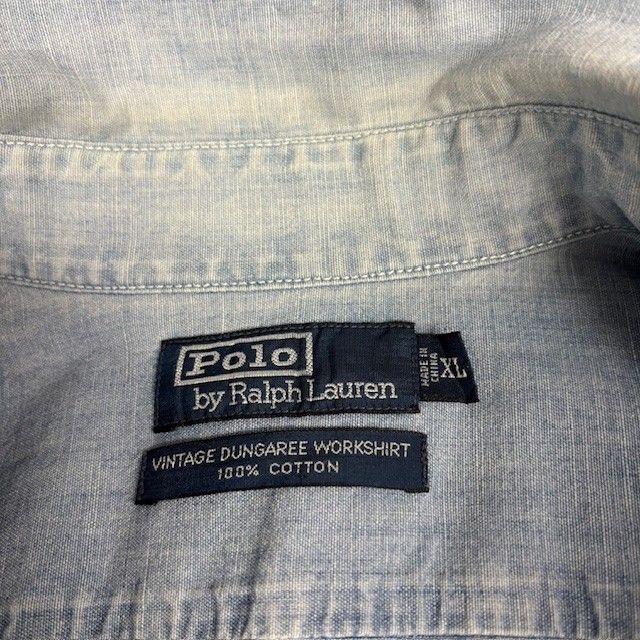 Polo
by Ralph Lauren
MADE IN
CHINA
XL
VINTAGE DUNGAREE WORKSHIRT
100% COTTON